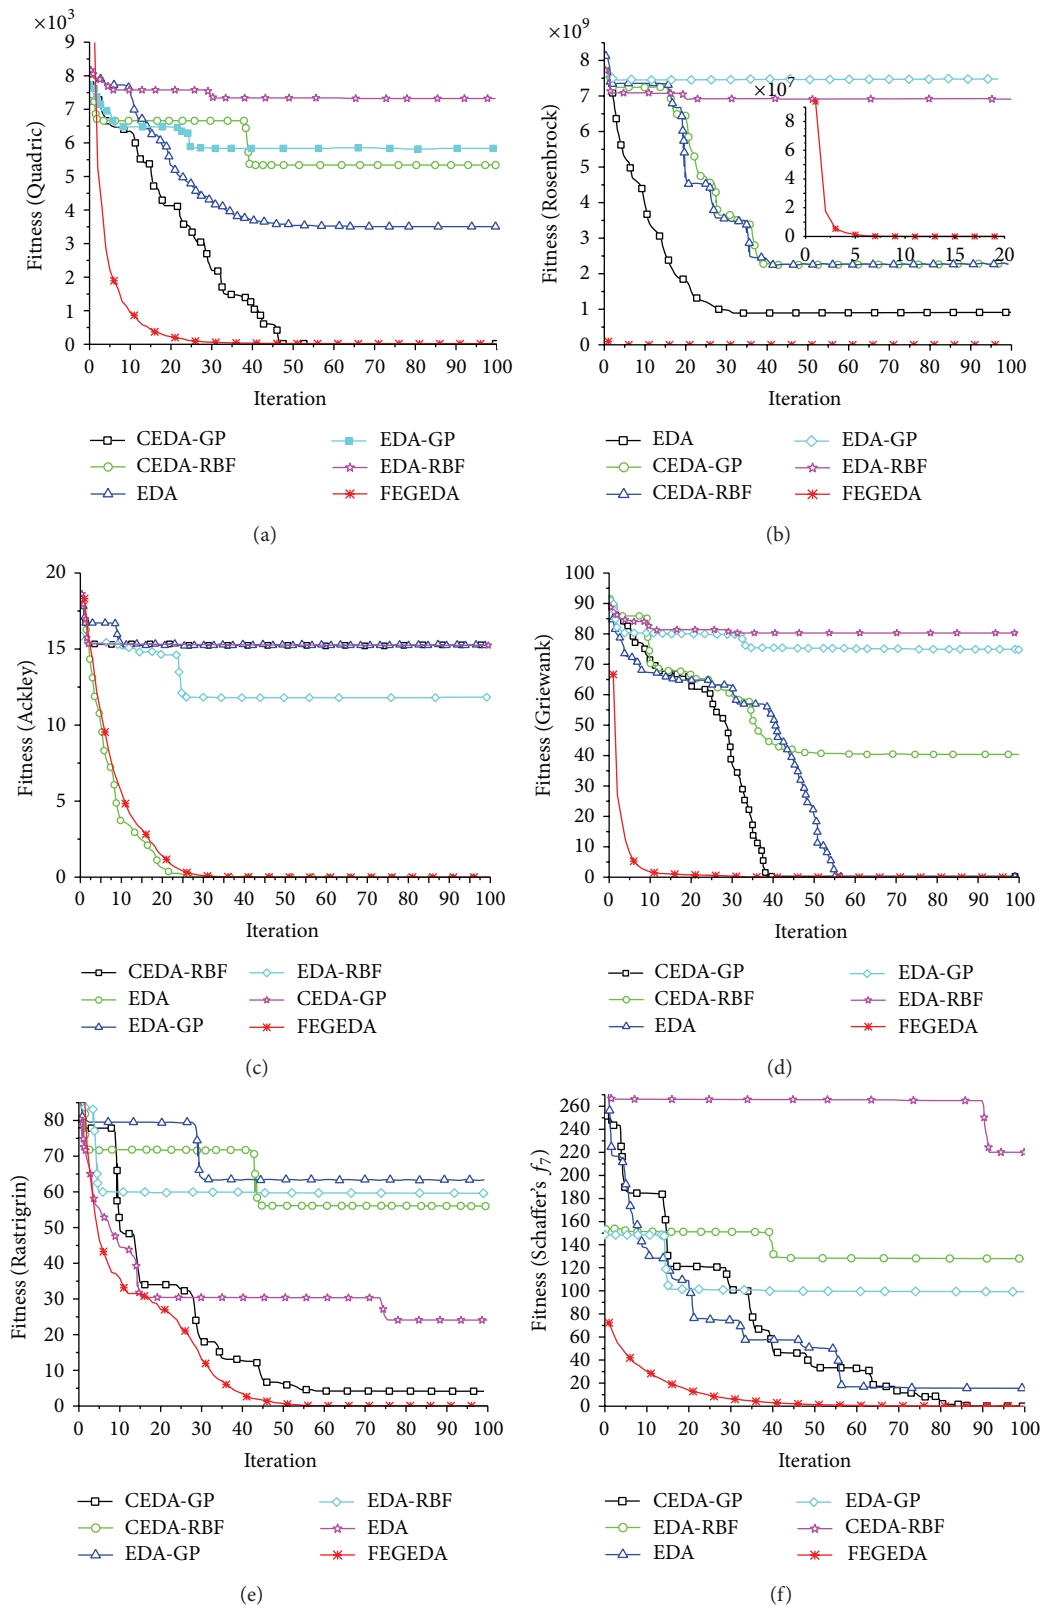 ×10³
9
8
7
6
5
4
3
2
1
0
Fitness (Quadric)
0 10 20 30 40 50 60 70 80 90 100
Iteration
CEDA-GP
CEDA-RBF
EDA
EDA-GP
EDA-RBF
FEGEDA
(a)
×10⁹
8
7
6
5
4
3
2
1
0
Fitness (Rosenbrock)
×10⁷
8
6
4
2
0
0 5 10 15 20
0 10 20 30 40 50 60 70 80 90 100
Iteration
EDA
CEDA-GP
CEDA-RBF
EDA-GP
EDA-RBF
FEGEDA
(b)
20
15
10
5
0
Fitness (Ackley)
0 10 20 30 40 50 60 70 80 90 100
Iteration
CEDA-RBF
EDA
EDA-GP
EDA-RBF
CEDA-GP
FEGEDA
(c)
100
90
80
70
60
50
40
30
20
10
0
Fitness (Griewank)
0 10 20 30 40 50 60 70 80 90 100
Iteration
CEDA-GP
CEDA-RBF
EDA
EDA-GP
EDA-RBF
FEGEDA
(d)
80
70
60
50
40
30
20
10
0
Fitness (Rastrigrin)
0 10 20 30 40 50 60 70 80 90 100
Iteration
CEDA-GP
CEDA-RBF
EDA-GP
EDA-RBF
EDA
FEGEDA
(e)
260
240
220
200
180
160
140
120
100
80
60
40
20
0
Fitness (Schaffer's f₇)
0 10 20 30 40 50 60 70 80 90 100
Iteration
CEDA-GP
EDA-RBF
EDA
EDA-GP
CEDA-RBF
FEGEDA
(f)